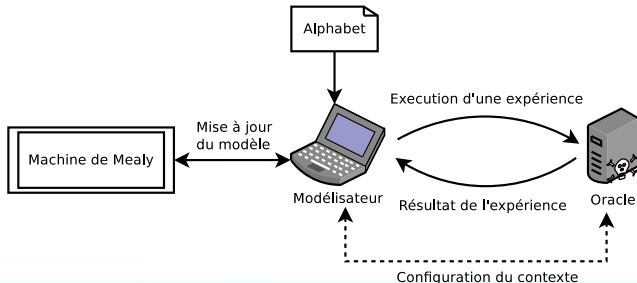 Alphabet
Execution d'une expérience
Mise à jour
du modèle
Machine de Mealy
Modélisateur
Résultat de l'expérience
Oracle
Configuration du contexte